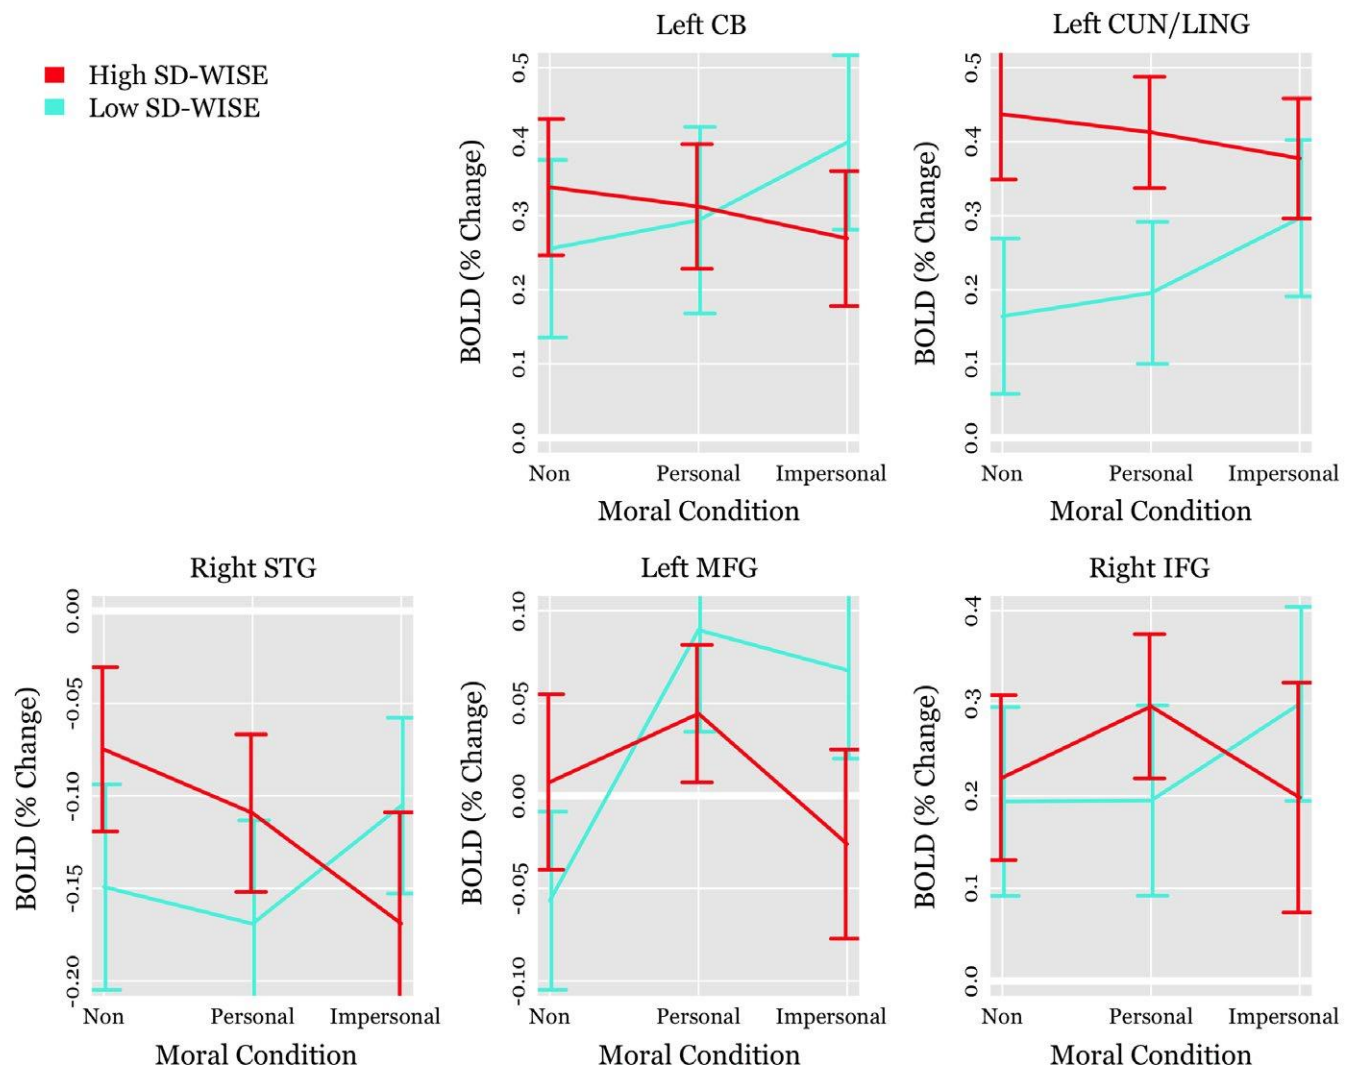 High SD-WISE
Low SD-WISE
Left CB
BOLD (% Change)
0.5
0.4
0.3
0.2
0.1
0.0
Non Personal Impersonal
Moral Condition
Left CUN/LING
BOLD (% Change)
0.5
0.4
0.3
0.2
0.1
0.0
Non Personal Impersonal
Moral Condition
Right STG
BOLD (% Change)
0.00
-0.05
-0.10
-0.15
-0.20
Non Personal Impersonal
Moral Condition
Left MFG
BOLD (% Change)
0.10
0.05
0.00
-0.05
-0.10
Non Personal Impersonal
Moral Condition
Right IFG
BOLD (% Change)
0.4
0.3
0.2
0.1
0.0
Non Personal Impersonal
Moral Condition